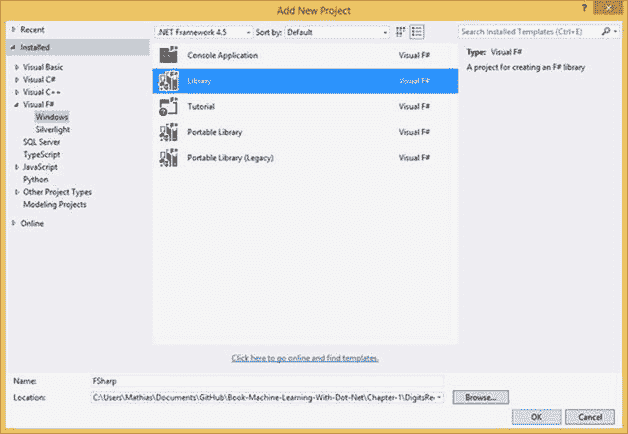 Add New Project
?
Recent
.NET Framework 4.5
Sort by: Default
Search Installed Templates (Ctrl+E)
Installed
Visual Basic
Visual C#
Visual C++
Visual F#
Windows
Silverlight
SQL Server
TypeScript
JavaScript
Python
Other Project Types
Modeling Projects
Online
Console Application Visual F#
Library Visual F#
Tutorial Visual F#
Portable Library Visual F#
Portable Library (Legacy) Visual F#
Type: Visual F#
A project for creating an F# library
Click here to go online and find templates.
Name: FSharp
Location: C:\Users\Mathias\Documents\GitHub\Book-Machine-Learning-With-Dot-Net\Chapter-1\DigitsRe
Browse...
OK Cancel